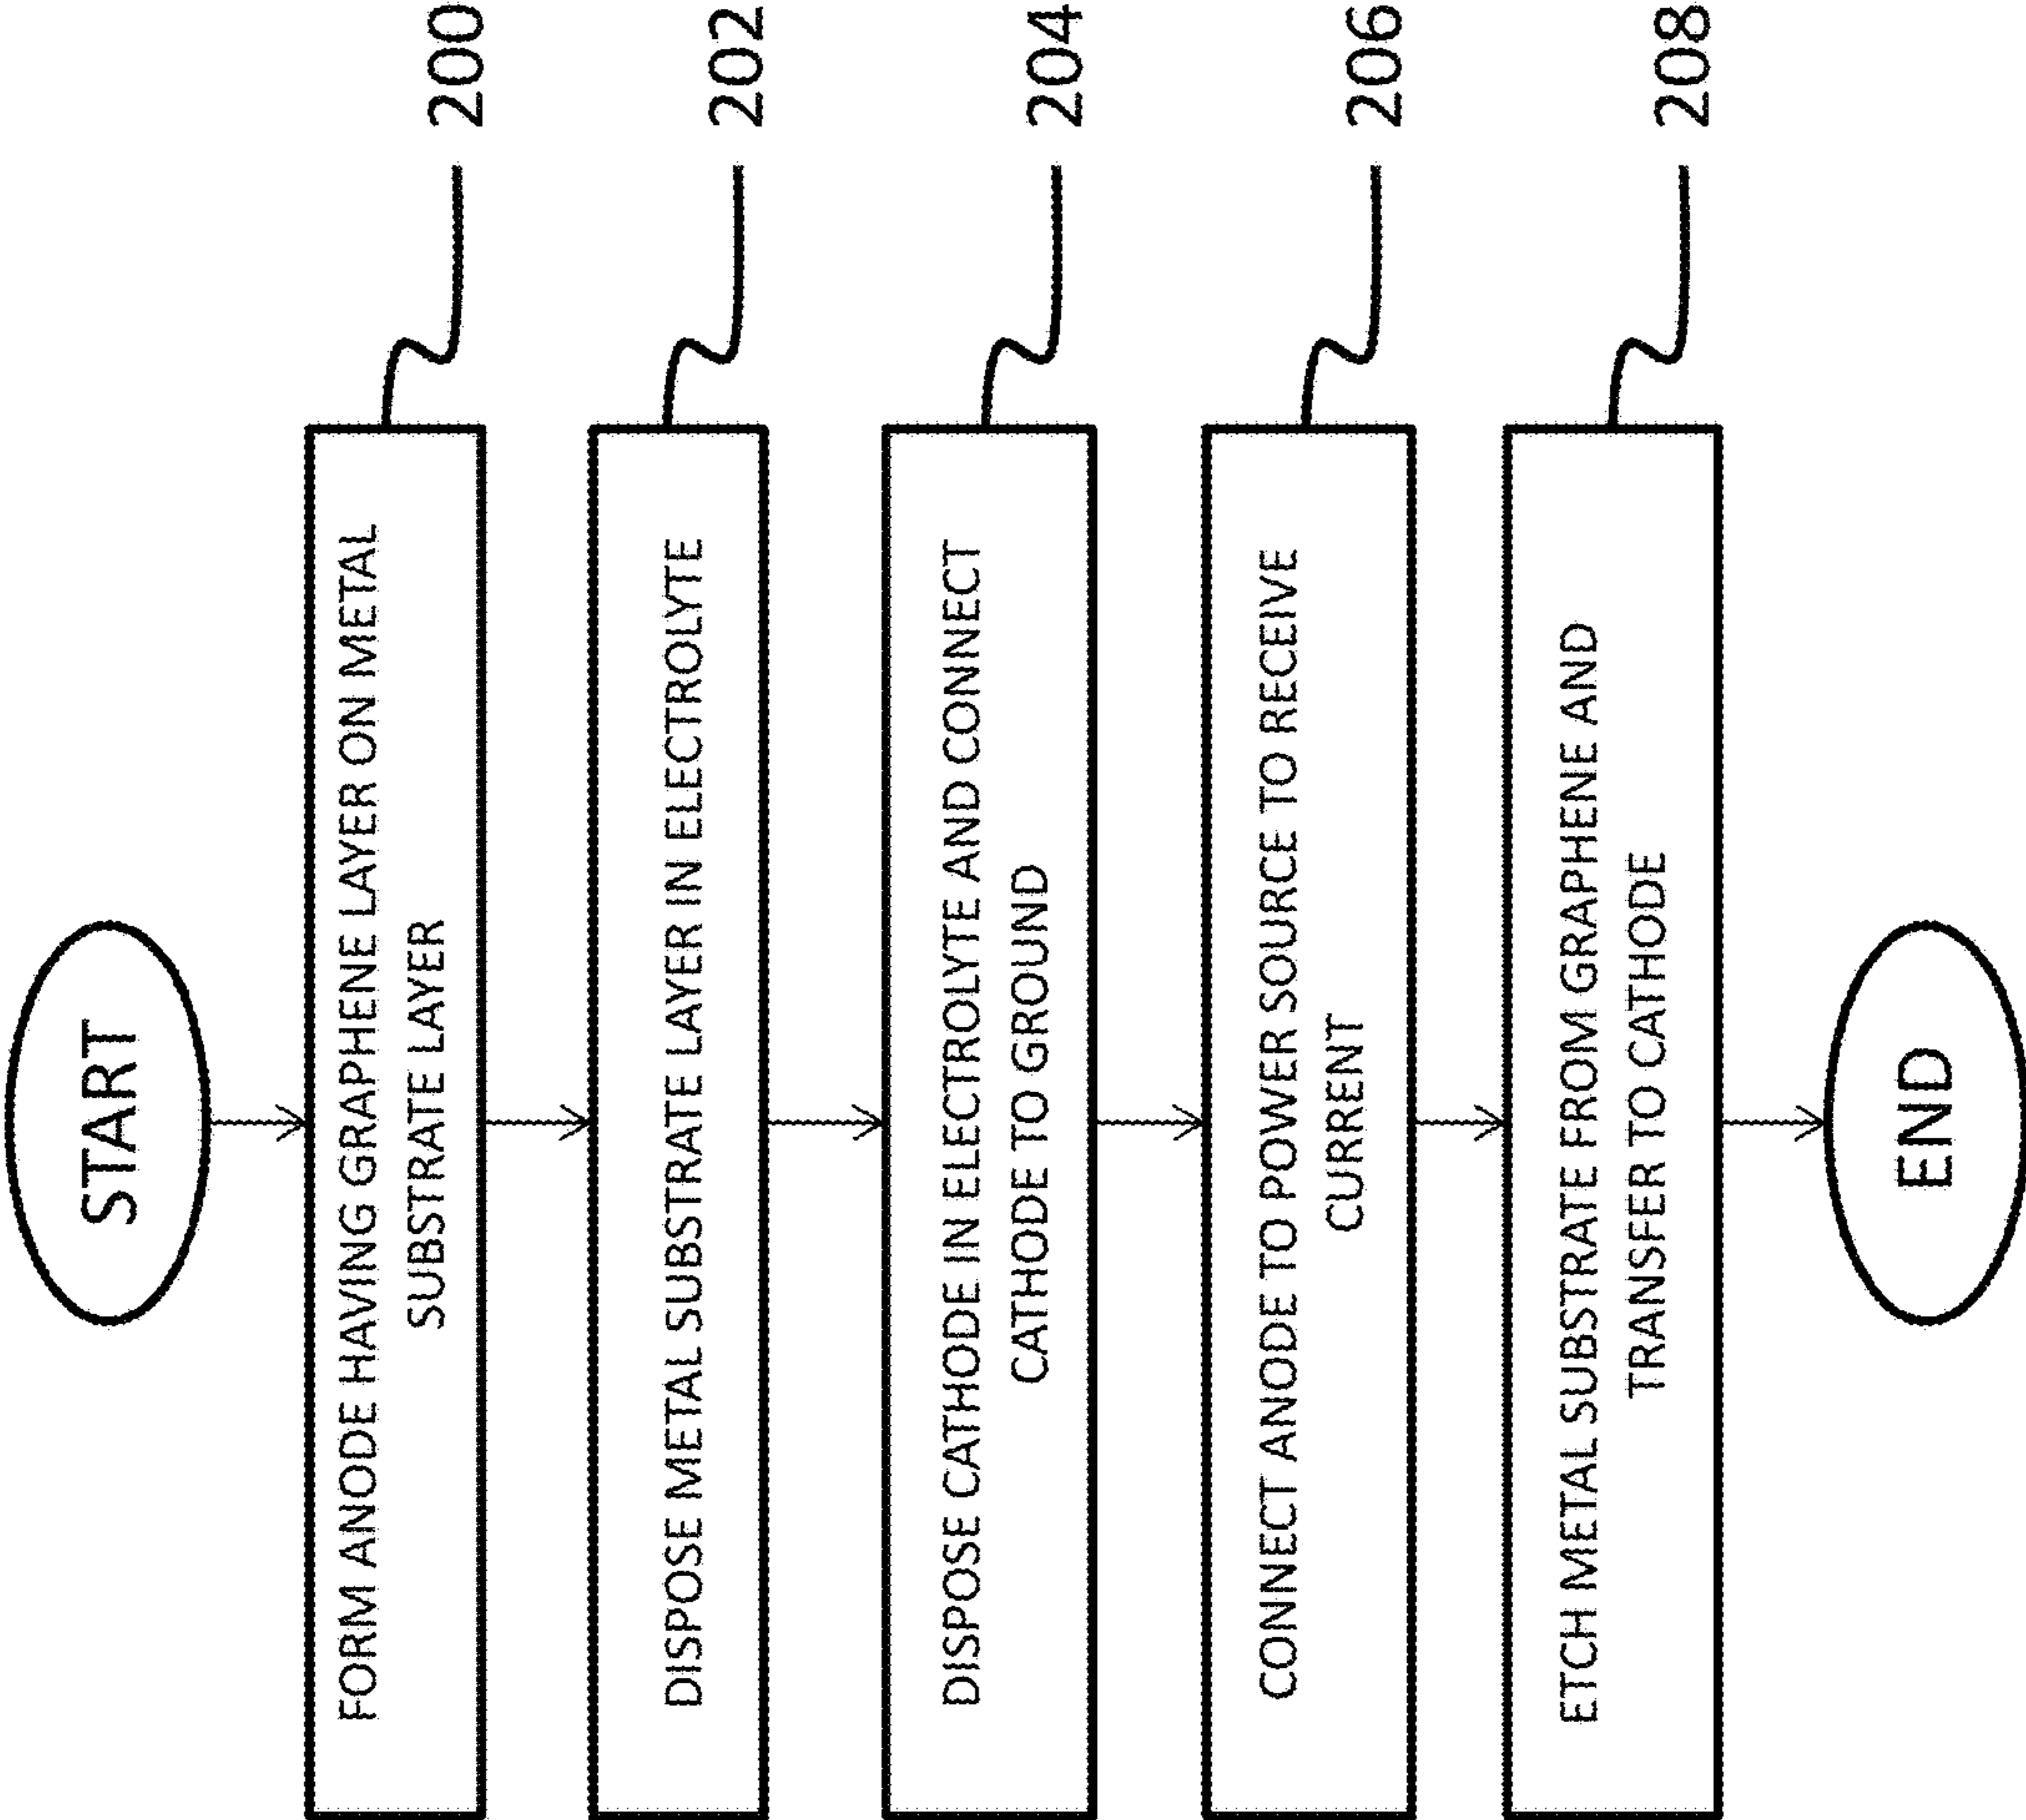 START
FORM ANODE HAVING GRAPHENE LAYER ON METAL
SUBSTRATE LAYER
200
DISPOSE METAL SUBSTRATE LAYER IN ELECTROLYTE
202
DISPOSE CATHODE IN ELECTROLYTE AND CONNECT
CATHODE TO GROUND
204
CONNECT ANODE TO POWER SOURCE TO RECEIVE
CURRENT
206
ETCH METAL SUBSTRATE FROM GRAPHENE AND
TRANSFER TO CATHODE
208
END